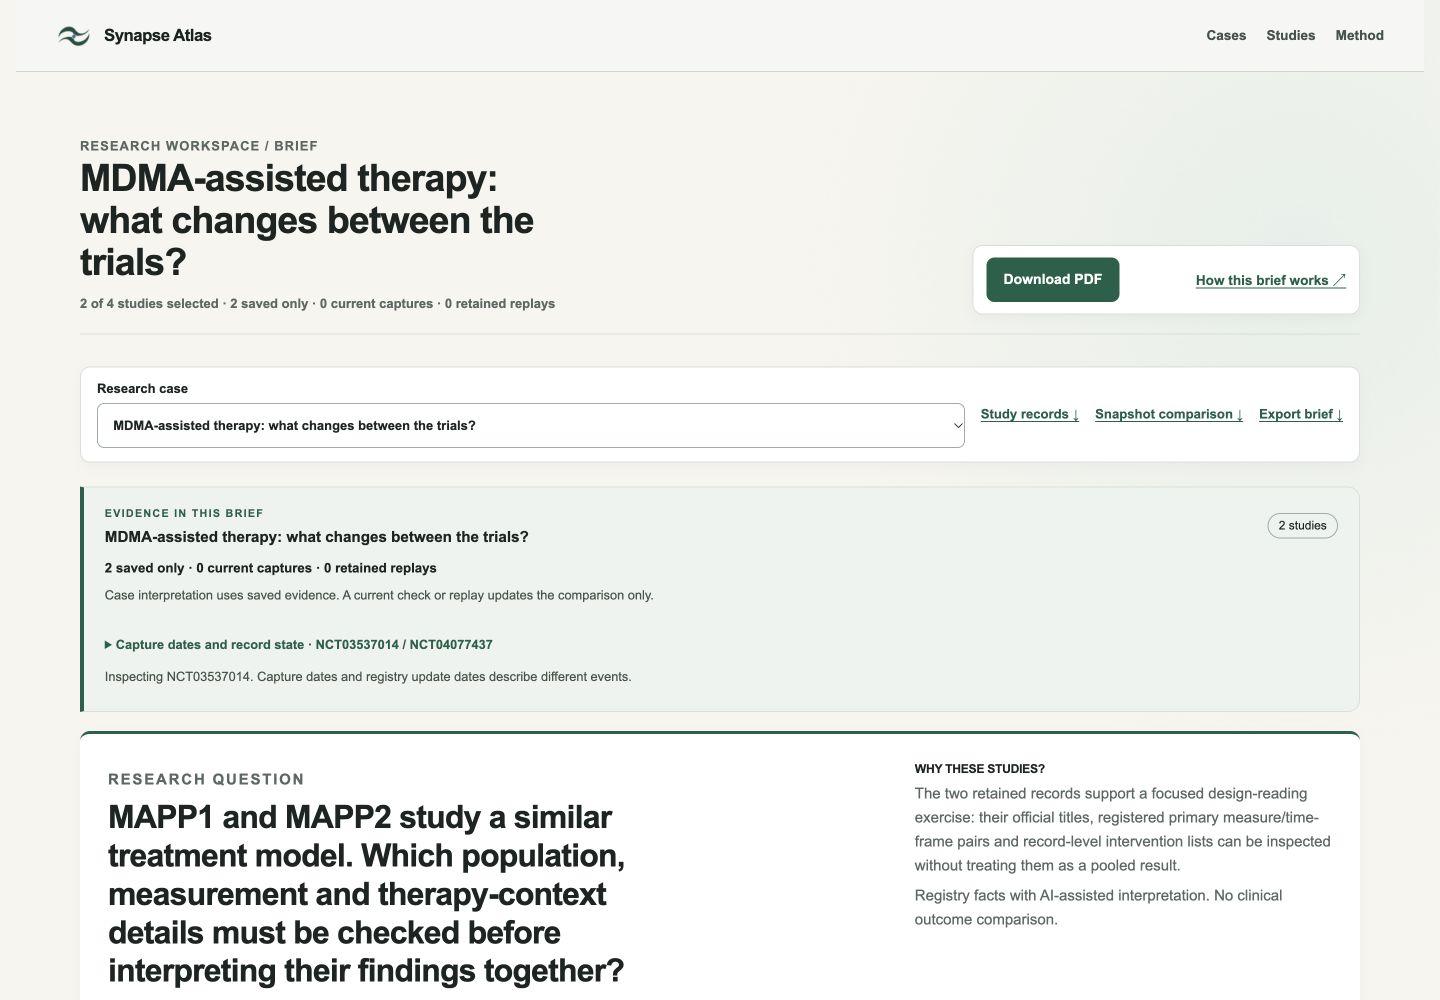 Synapse Atlas
Cases Studies Method
RESEARCH WORKSPACE / BRIEF
MDMA-assisted therapy:
what changes between the
trials?
2 of 4 studies selected · 2 saved only · 0 current captures · 0 retained replays
Download PDF
How this brief works ↗
Research case
MDMA-assisted therapy: what changes between the trials?
Study records ↓ Snapshot comparison ↓ Export brief ↓
EVIDENCE IN THIS BRIEF
MDMA-assisted therapy: what changes between the trials?
2 studies
2 saved only · 0 current captures · 0 retained replays
Case interpretation uses saved evidence. A current check or replay updates the comparison only.
▶ Capture dates and record state · NCT03537014 / NCT04077437
Inspecting NCT03537014. Capture dates and registry update dates describe different events.
RESEARCH QUESTION
MAPP1 and MAPP2 study a similar
treatment model. Which population,
measurement and therapy-context
details must be checked before
interpreting their findings together?
WHY THESE STUDIES?
The two retained records support a focused design-reading
exercise: their official titles, registered primary measure/time-
frame pairs and record-level intervention lists can be inspected
without treating them as a pooled result.
Registry facts with AI-assisted interpretation. No clinical
outcome comparison.